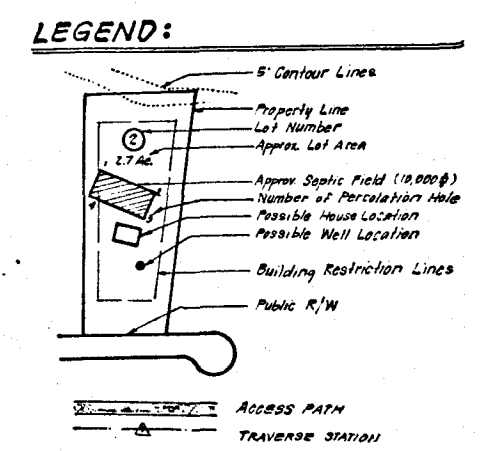 LEGEND:
5' Contour Lines
Property Line
Lot Number
2
Approx. Lot Area
1 2.7 Ac.
Approv. Septic Field (10,000 ф)
Number of Percolation Hole
4
3
Possible House Location
Possible Well Location
Building Restriction Lines
Public R/W
ACCESS PATH
TRAVERSE STATION